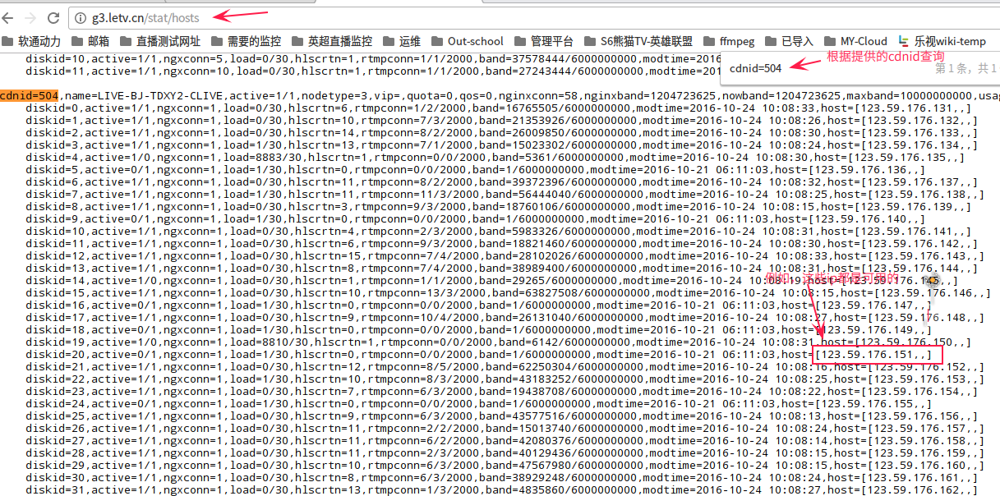 g3.letv.cn/stat/hosts
软通动力 邮箱 直播测试网址 需要的监控 英超直播监控 运维 Out-school 管理平台 S6熊猫TV-英雄联盟 ffmpeg 已导入 MY-Cloud 乐视wiki-temp
diskid=10,active=1/1,ngxconn=5,load=0/30,hlscrtn=1,rtmpconn=1/1/2000,band=37578444/6000000000,modtime=2016
根据提供的cdnid查询
cdnid=504 第 1 条，共 1
diskid=11,active=1/1,ngxconn=10,load=0/30,hlscrtn=1,rtmpconn=1/1/2000,band=27243444/6000000000,modtime=2016
cdnid=504,name=LIVE-BJ-TDXY2-CLIVE,active=1/1,nodetype=3,vip=,quota=0,qos=0,nginxconn=58,nginxband=1204723625,nowband=1204723625,maxband=10000000000,usag
diskid=0,active=1/1,ngxconn=1,load=0/30,hlscrtn=6,rtmpconn=1/2/2000,band=16765505/6000000000,modtime=2016-10-24 10:08:33,host=[123.59.176.131,,]
diskid=1,active=1/1,ngxconn=1,load=0/30,hlscrtn=10,rtmpconn=7/3/2000,band=21353926/6000000000,modtime=2016-10-24 10:08:26,host=[123.59.176.132,,]
diskid=2,active=1/1,ngxconn=1,load=0/30,hlscrtn=14,rtmpconn=8/2/2000,band=26009850/6000000000,modtime=2016-10-24 10:08:30,host=[123.59.176.133,,]
diskid=3,active=1/1,ngxconn=1,load=1/30,hlscrtn=13,rtmpconn=7/1/2000,band=15023302/6000000000,modtime=2016-10-24 10:08:24,host=[123.59.176.134,,]
diskid=4,active=1/0,ngxconn=1,load=8883/30,hlscrtn=1,rtmpconn=0/0/2000,band=5361/6000000000,modtime=2016-10-24 10:08:30,host=[123.59.176.135,,]
diskid=5,active=0/1,ngxconn=1,load=1/30,hlscrtn=0,rtmpconn=0/0/2000,band=1/6000000000,modtime=2016-10-21 06:11:03,host=[123.59.176.136,,]
diskid=6,active=1/1,ngxconn=1,load=0/30,hlscrtn=11,rtmpconn=8/2/2000,band=39372396/6000000000,modtime=2016-10-24 10:08:32,host=[123.59.176.137,,]
diskid=7,active=1/1,ngxconn=1,load=1/30,hlscrtn=11,rtmpconn=11/3/2000,band=56444040/6000000000,modtime=2016-10-24 10:08:25,host=[123.59.176.138,,]
diskid=8,active=1/1,ngxconn=1,load=1/30,hlscrtn=3,rtmpconn=9/3/2000,band=18760106/6000000000,modtime=2016-10-24 10:08:15,host=[123.59.176.139,,]
diskid=9,active=0/1,ngxconn=1,load=1/30,hlscrtn=0,rtmpconn=0/0/2000,band=1/6000000000,modtime=2016-10-21 06:11:03,host=[123.59.176.140,,]
diskid=10,active=1/1,ngxconn=1,load=0/30,hlscrtn=4,rtmpconn=2/3/2000,band=5983326/6000000000,modtime=2016-10-24 10:08:31,host=[123.59.176.141,,]
diskid=11,active=1/1,ngxconn=1,load=0/30,hlscrtn=6,rtmpconn=9/3/2000,band=18821460/6000000000,modtime=2016-10-24 10:08:30,host=[123.59.176.142,,]
diskid=12,active=1/1,ngxconn=1,load=0/30,hlscrtn=15,rtmpconn=7/4/2000,band=28102026/6000000000,modtime=2016-10-24 10:08:33,host=[123.59.176.143,,]
diskid=13,active=1/1,ngxconn=1,load=0/30,hlscrtn=8,rtmpconn=7/4/2000,band=38989400/6000000000,modtime=2016-10-24 10:08:31,host=[123.59.176.144,,]
例如，这些ip都是可用的
diskid=14,active=1/0,ngxconn=1,load=0/30,hlscrtn=1,rtmpconn=1/1/2000,band=29265/6000000000,modtime=2016-10-24 10:08:19,host=[123.59.176.145,,]
diskid=15,active=1/1,ngxconn=1,load=0/30,hlscrtn=10,rtmpconn=13/3/2000,band=63827508/6000000000,modtime=2016-10-24 10:08:15,host=[123.59.176.146,,]
diskid=16,active=0/1,ngxconn=1,load=1/30,hlscrtn=0,rtmpconn=0/0/2000,band=1/6000000000,modtime=2016-10-21 06:11:03,host=[123.59.176.147,,]
diskid=17,active=1/1,ngxconn=1,load=0/30,hlscrtn=9,rtmpconn=10/4/2000,band=26131040/6000000000,modtime=2016-10-24 10:08:27,host=[123.59.176.148,,]
diskid=18,active=0/1,ngxconn=1,load=1/30,hlscrtn=0,rtmpconn=0/0/2000,band=1/6000000000,modtime=2016-10-21 06:11:03,host=[123.59.176.149,,]
diskid=19,active=1/0,ngxconn=1,load=8810/30,hlscrtn=1,rtmpconn=0/0/2000,band=6142/6000000000,modtime=2016-10-24 10:08:31,host=[123.59.176.150,,]
diskid=20,active=0/1,ngxconn=1,load=1/30,hlscrtn=0,rtmpconn=0/0/2000,band=1/6000000000,modtime=2016-10-21 06:11:03,host=[123.59.176.151,,]
diskid=21,active=0/1,ngxconn=1,load=0/30,hlscrtn=12,rtmpconn=8/5/2000,band=62250304/6000000000,modtime=2016-10-24 10:08:16,host=[123.59.176.152,,]
diskid=22,active=1/1,ngxconn=1,load=1/30,hlscrtn=10,rtmpconn=8/3/2000,band=43183252/6000000000,modtime=2016-10-24 10:08:25,host=[123.59.176.153,,]
diskid=23,active=1/1,ngxconn=1,load=0/30,hlscrtn=7,rtmpconn=6/3/2000,band=19438708/6000000000,modtime=2016-10-24 10:08:22,host=[123.59.176.154,,]
diskid=24,active=0/1,ngxconn=1,load=1/30,hlscrtn=0,rtmpconn=0/0/2000,band=1/6000000000,modtime=2016-10-21 06:11:03,host=[123.59.176.155,,]
diskid=25,active=1/1,ngxconn=1,load=0/30,hlscrtn=9,rtmpconn=6/3/2000,band=43577516/6000000000,modtime=2016-10-24 10:08:13,host=[123.59.176.156,,]
diskid=26,active=1/1,ngxconn=1,load=0/30,hlscrtn=11,rtmpconn=2/2/2000,band=15013740/6000000000,modtime=2016-10-24 10:08:24,host=[123.59.176.157,,]
diskid=27,active=1/1,ngxconn=1,load=0/30,hlscrtn=11,rtmpconn=6/2/2000,band=42080376/6000000000,modtime=2016-10-24 10:08:14,host=[123.59.176.158,,]
diskid=28,active=1/1,ngxconn=1,load=0/30,hlscrtn=11,rtmpconn=2/3/2000,band=40129436/6000000000,modtime=2016-10-24 10:08:15,host=[123.59.176.159,,]
diskid=29,active=1/1,ngxconn=1,load=0/30,hlscrtn=10,rtmpconn=6/3/2000,band=47567980/6000000000,modtime=2016-10-24 10:08:15,host=[123.59.176.160,,]
diskid=30,active=1/1,ngxconn=1,load=0/30,hlscrtn=8,rtmpconn=6/3/2000,band=38929248/6000000000,modtime=2016-10-24 10:08:24,host=[123.59.176.161,,]
diskid=31,active=1/1,ngxconn=1,load=0/30,hlscrtn=13,rtmpconn=1/1/2000,band=4835860/6000000000,modtime=2016-10-24 10:08:27,host=[123.59.176.162,,]